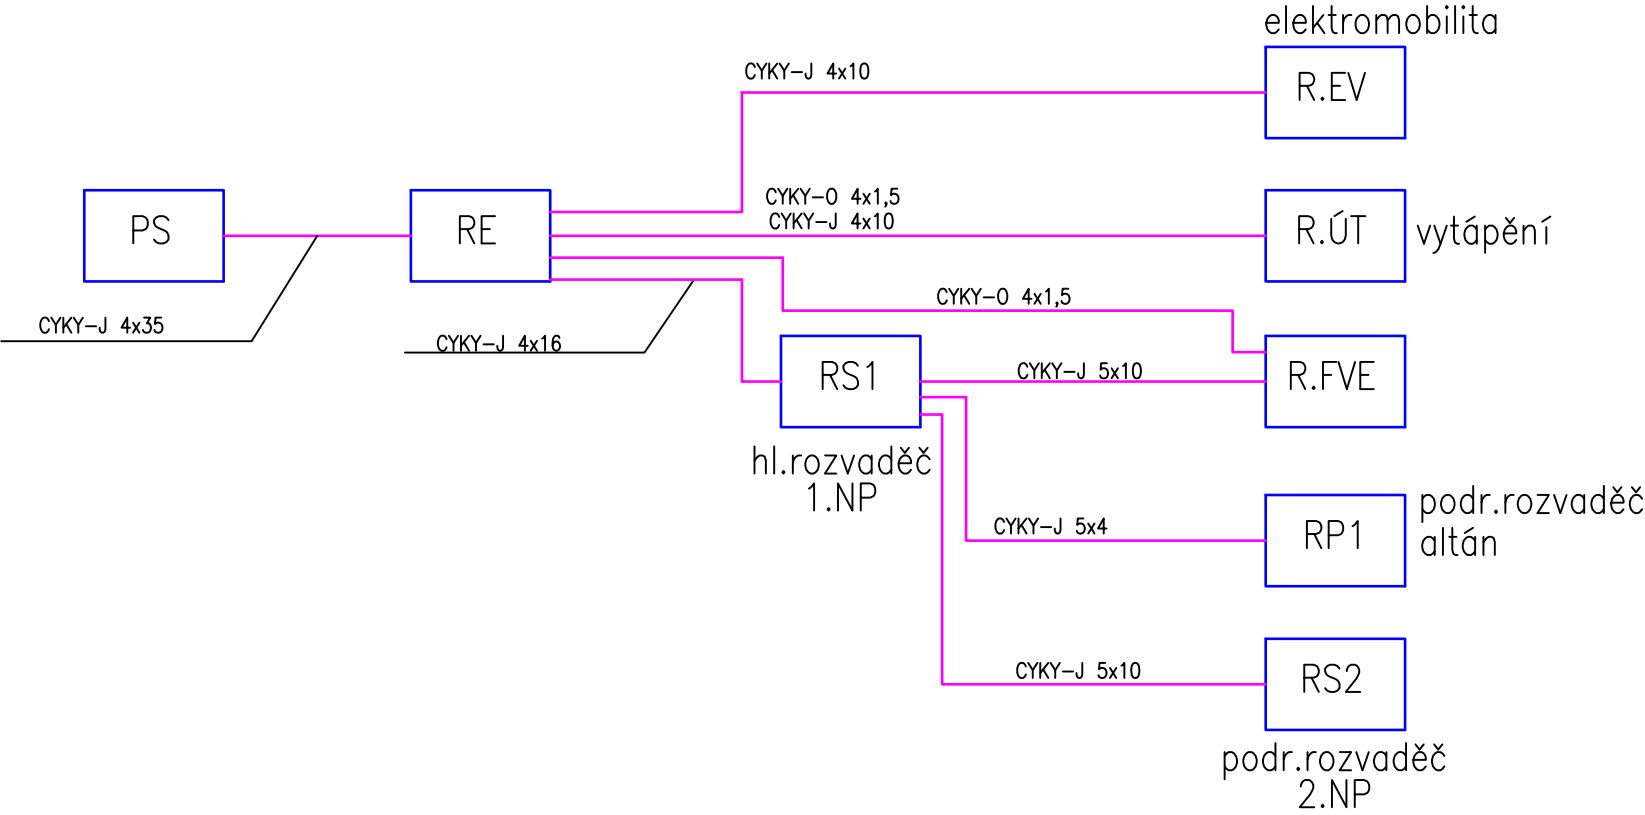 elektromobilita
CYKY-J 4x10
R.EV
CYKY-O 4x1,5
CYKY-J 4x10
PS
RE
R.ÚT
vytápění
CYKY-J 4x35
CYKY-O 4x1,5
CYKY-J 4x16
RS1
CYKY-J 5x10
R.FVE
hl.rozvaděč
1.NP
CYKY-J 5x4
RP1
podr.rozvaděč
altán
CYKY-J 5x10
RS2
podr.rozvaděč
2.NP